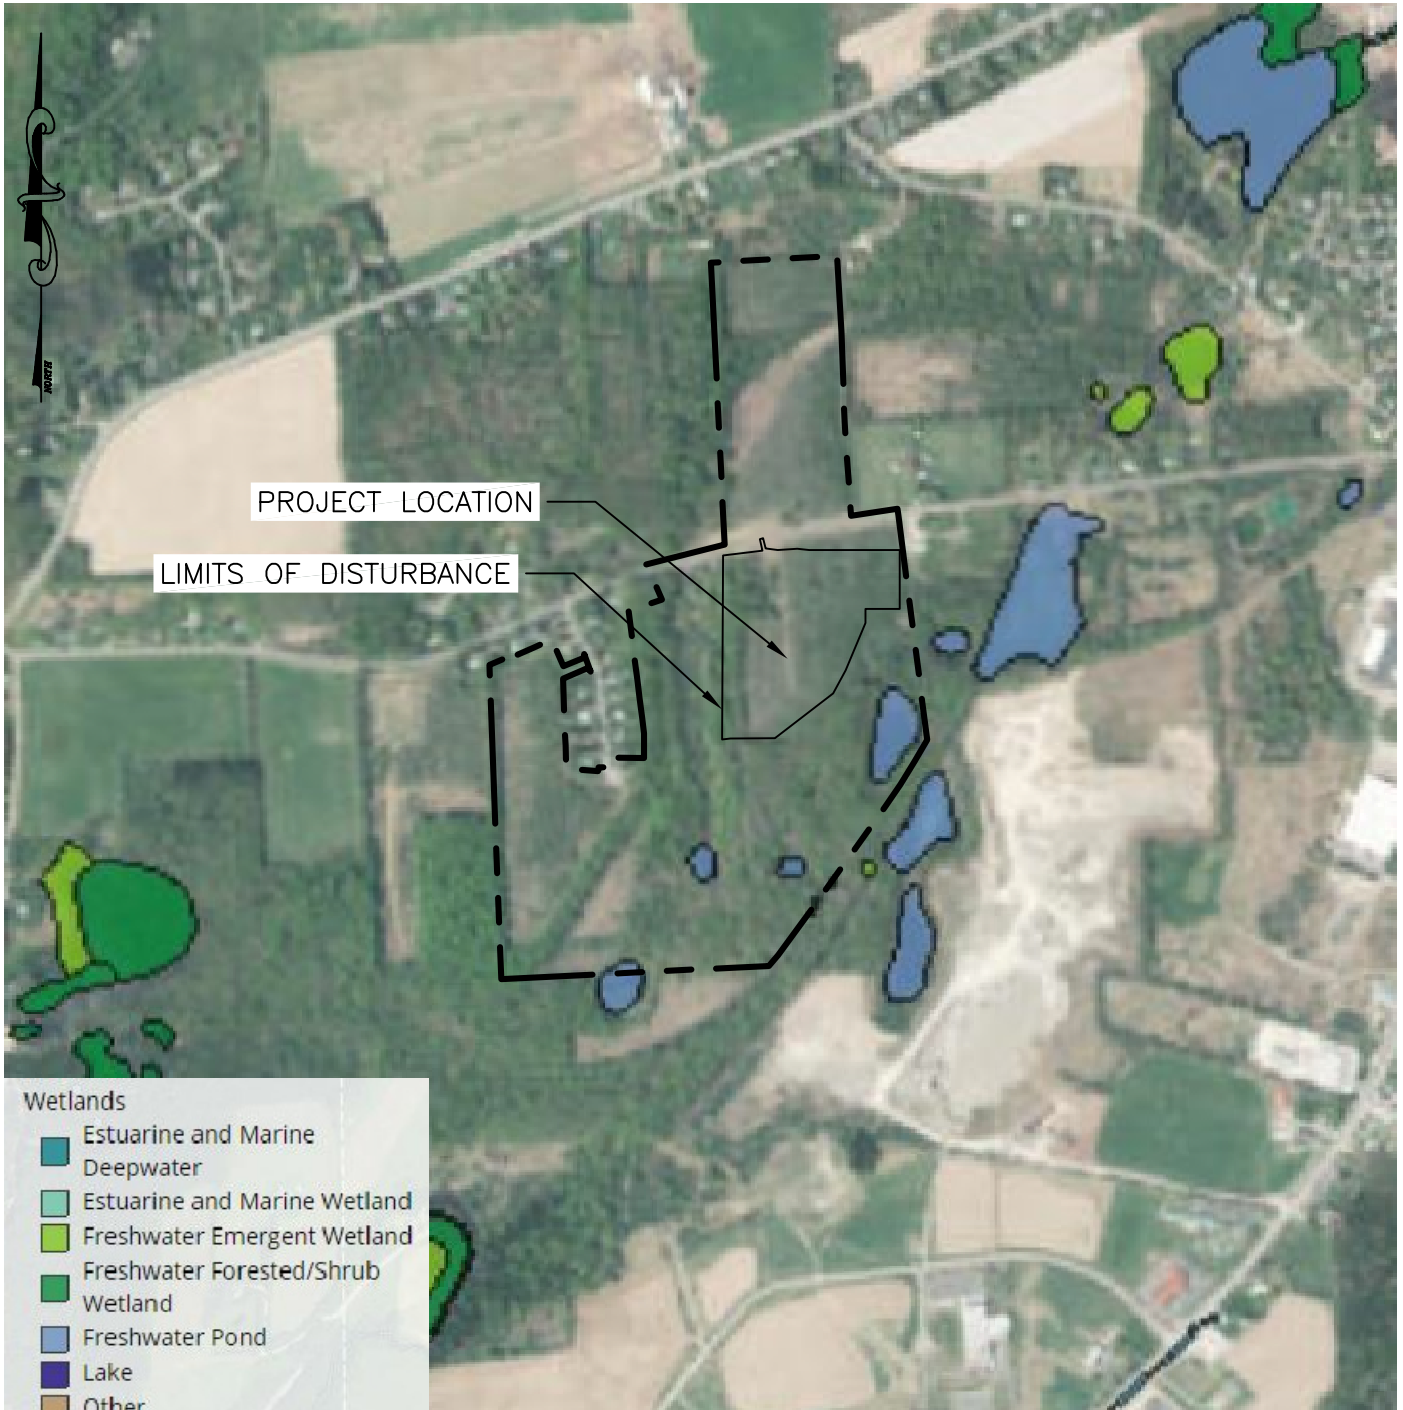 NORTH
PROJECT LOCATION
LIMITS OF DISTURBANCE
Wetlands
Estuarine and Marine
Deepwater
Estuarine and Marine Wetland
Freshwater Emergent Wetland
Freshwater Forested/Shrub
Wetland
Freshwater Pond
Lake
Other